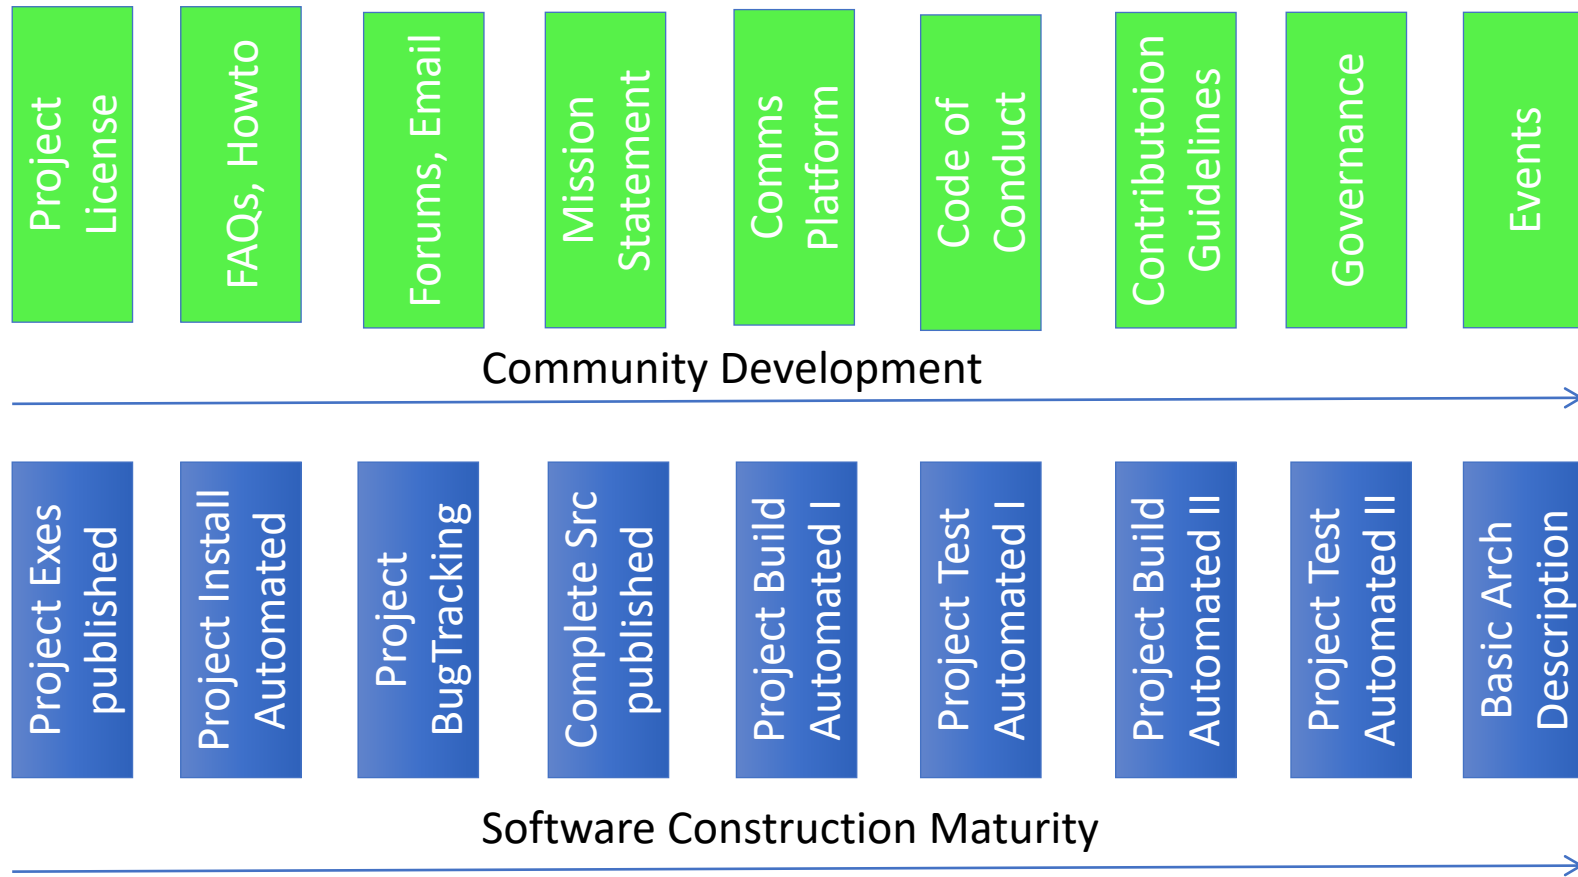 Project
License
FAQs, Howto
Forums, Email
Mission
Statement
Comms
Platform
Code of
Conduct
Contributoion
Guidelines
Governance
Events
Community Development
Project Exes
published
Project Install
Automated
Project
BugTracking
Complete Src
published
Project Build
Automated I
Project Test
Automated I
Project Build
Automated II
Project Test
Automated II
Basic Arch
Description
Software Construction Maturity